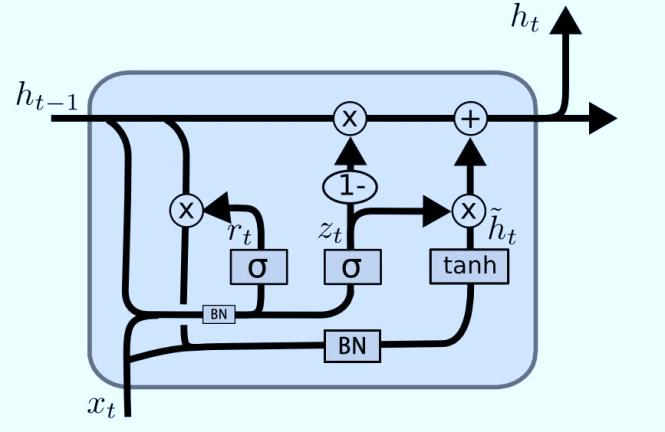 h_t
h_{t-1}
x +
1-
x r_t z_t x h̃_t
σ σ tanh
BN
BN
x_t